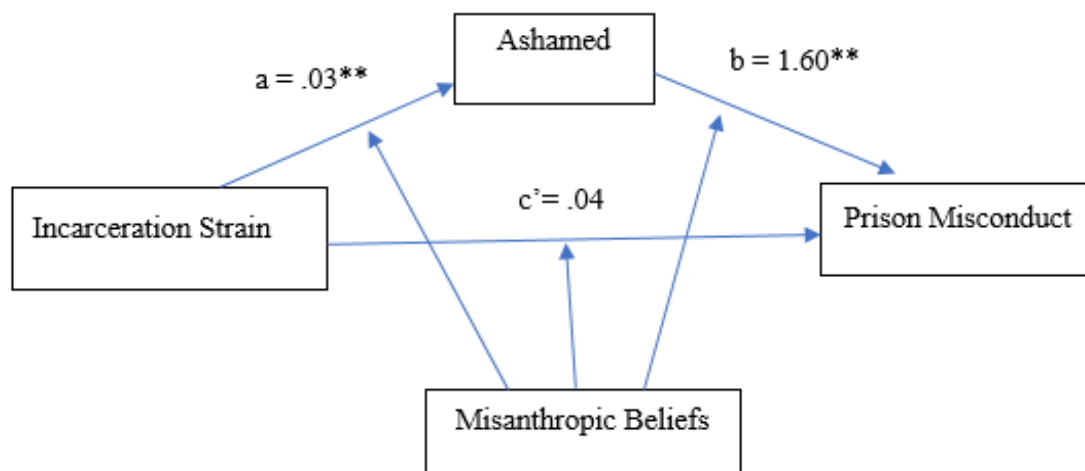 Ashamed
a = .03**
b = 1.60**
c’= .04
Incarceration Strain
Prison Misconduct
Misanthropic Beliefs